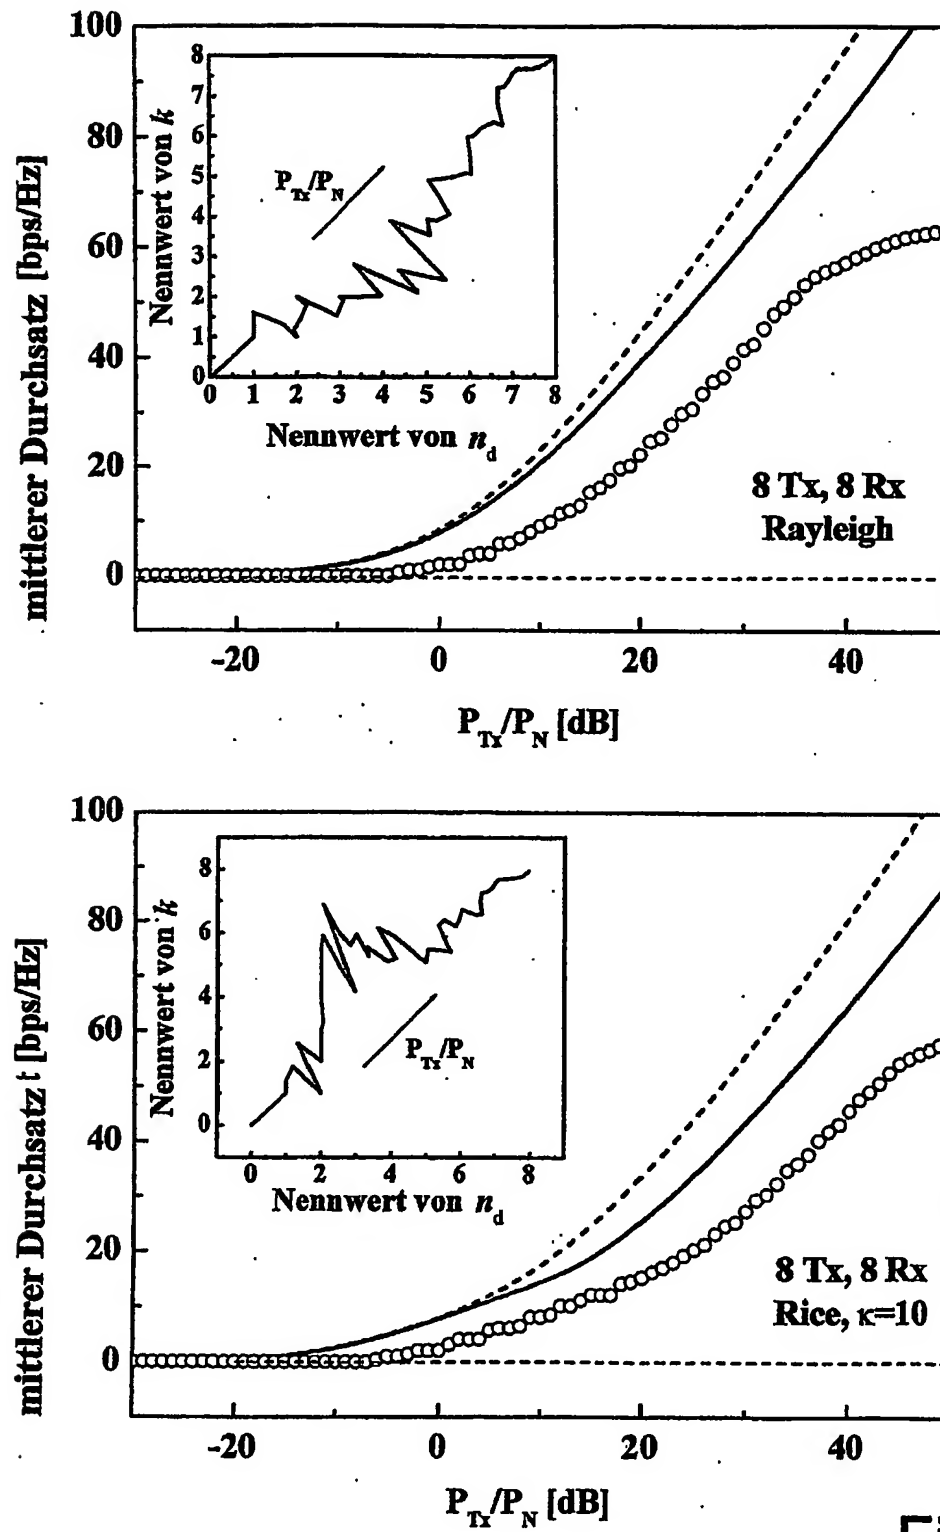 100
80
60
40
20
0
mittlerer Durchsatz [bps/Hz]
8
7
6
5
4
3
2
1
0
Nennwert von k
P_Tx/P_N
0 1 2 3 4 5 6 7 8
Nennwert von n_d
8 Tx, 8 Rx
Rayleigh
-20 0 20 40
P_Tx/P_N [dB]
100
80
60
40
20
0
mittlerer Durchsatz t [bps/Hz]
8
6
4
2
0
Nennwert von k
P_Tx/P_N
0 2 4 6 8
Nennwert von n_d
8 Tx, 8 Rx
Rice, κ=10
-20 0 20 40
P_Tx/P_N [dB]